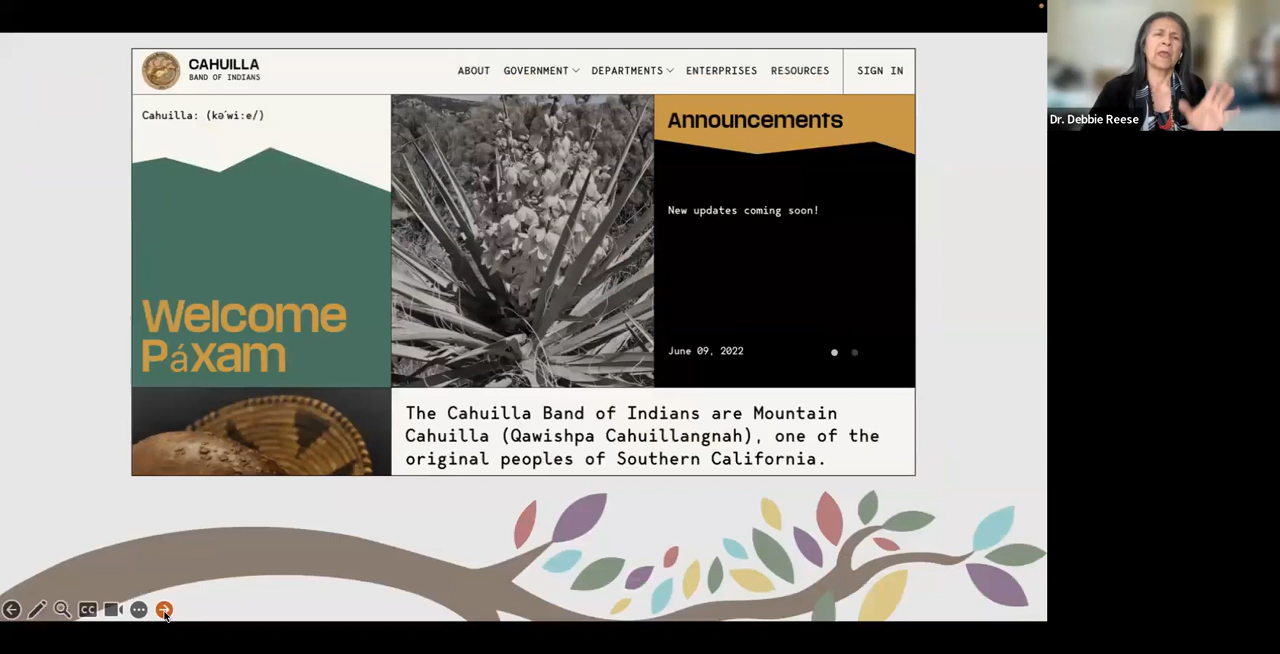 CAHUILLA
BAND OF INDIANS
ABOUT GOVERNMENT DEPARTMENTS ENTERPRISES RESOURCES SIGN IN
Cahuilla: (kəˈwiːe/)
Welcome
Páxam
Announcements
New updates coming soon!
June 09, 2022
The Cahuilla Band of Indians are Mountain
Cahuilla (Qawishpa Cahuillangnah), one of the
original peoples of Southern California.
Dr. Debbie Reese
CC